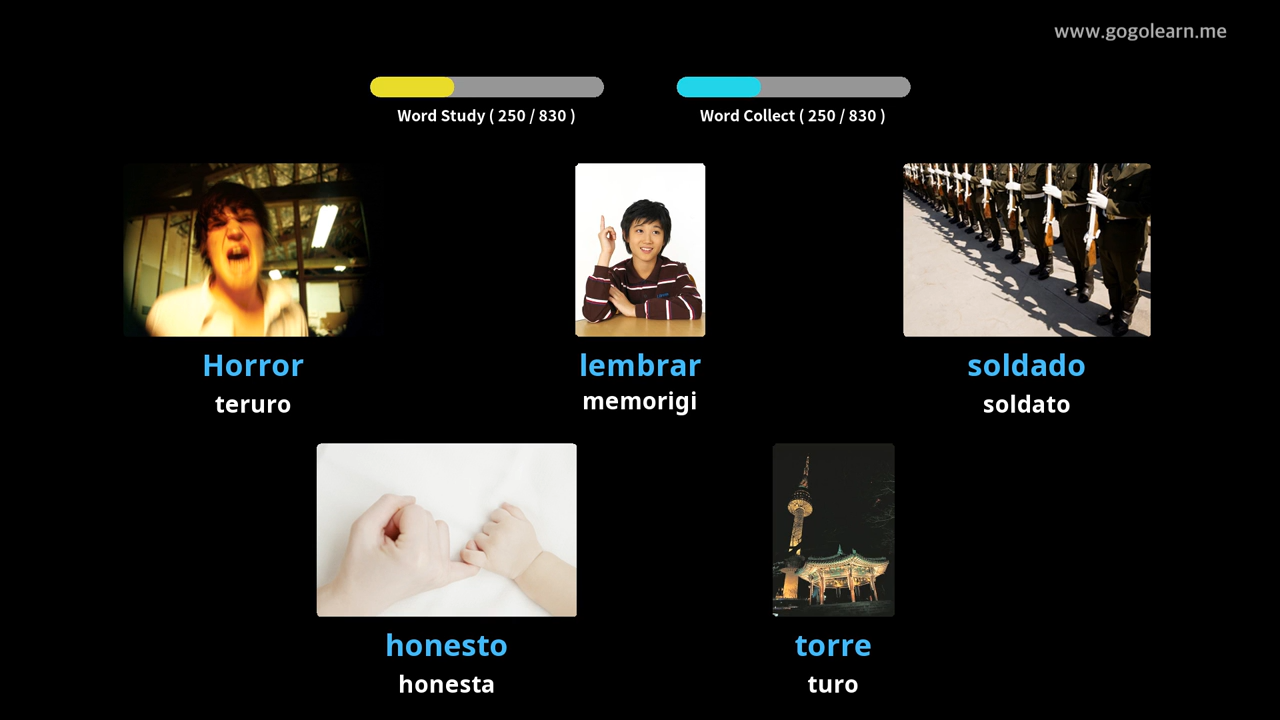 www.gogolearn.me
Word Study ( 250 / 830 )
Word Collect ( 250 / 830 )
Horror
teruro
lembrar
memorigi
soldado
soldato
honesto
honesta
torre
turo